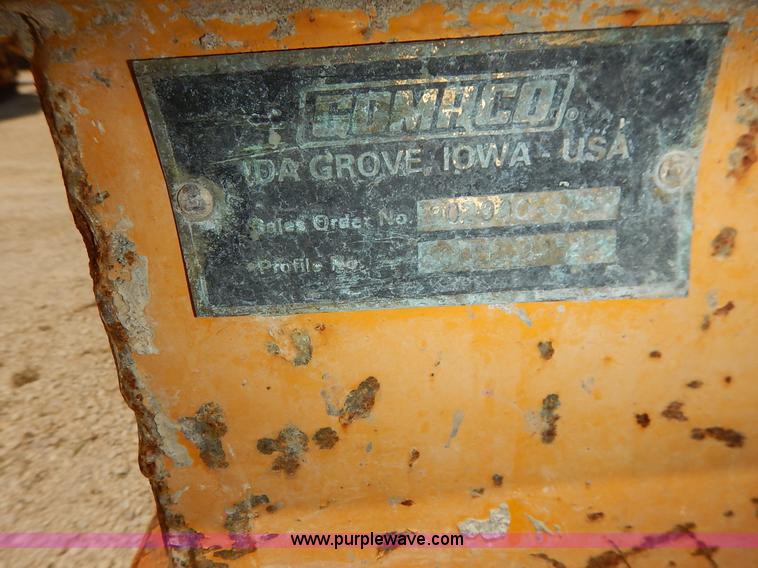 GOMACO®
IDA GROVE, IOWA - USA
Sales Order No.
Profile No.
www.purplewave.com